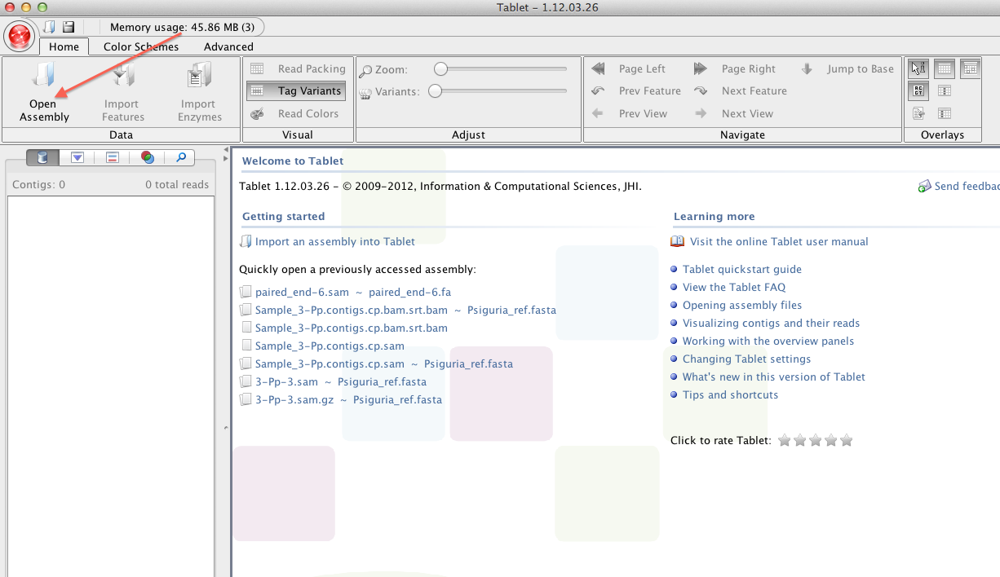 Tablet - 1.12.03.26
Memory usage: 45.86 MB (3)
Home Color Schemes Advanced
Open Assembly
Import Features
Import Enzymes
Data
Read Packing
Tag Variants
Read Colors
Visual
Zoom:
Variants:
Adjust
Page Left Page Right Jump to Base
Prev Feature Next Feature
Prev View Next View
Navigate
Overlays
Contigs: 0 0 total reads
Welcome to Tablet
Tablet 1.12.03.26 - © 2009-2012, Information & Computational Sciences, JHI.
Send feedbac
Getting started
Import an assembly into Tablet
Quickly open a previously accessed assembly:
paired_end-6.sam ~ paired_end-6.fa
Sample_3-Pp.contigs.cp.bam.srt.bam ~ Psiguria_ref.fasta
Sample_3-Pp.contigs.cp.bam.srt.bam
Sample_3-Pp.contigs.cp.sam
Sample_3-Pp.contigs.cp.sam ~ Psiguria_ref.fasta
3-Pp-3.sam ~ Psiguria_ref.fasta
3-Pp-3.sam.gz ~ Psiguria_ref.fasta
Learning more
Visit the online Tablet user manual
Tablet quickstart guide
View the Tablet FAQ
Opening assembly files
Visualizing contigs and their reads
Working with the overview panels
Changing Tablet settings
What's new in this version of Tablet
Tips and shortcuts
Click to rate Tablet: